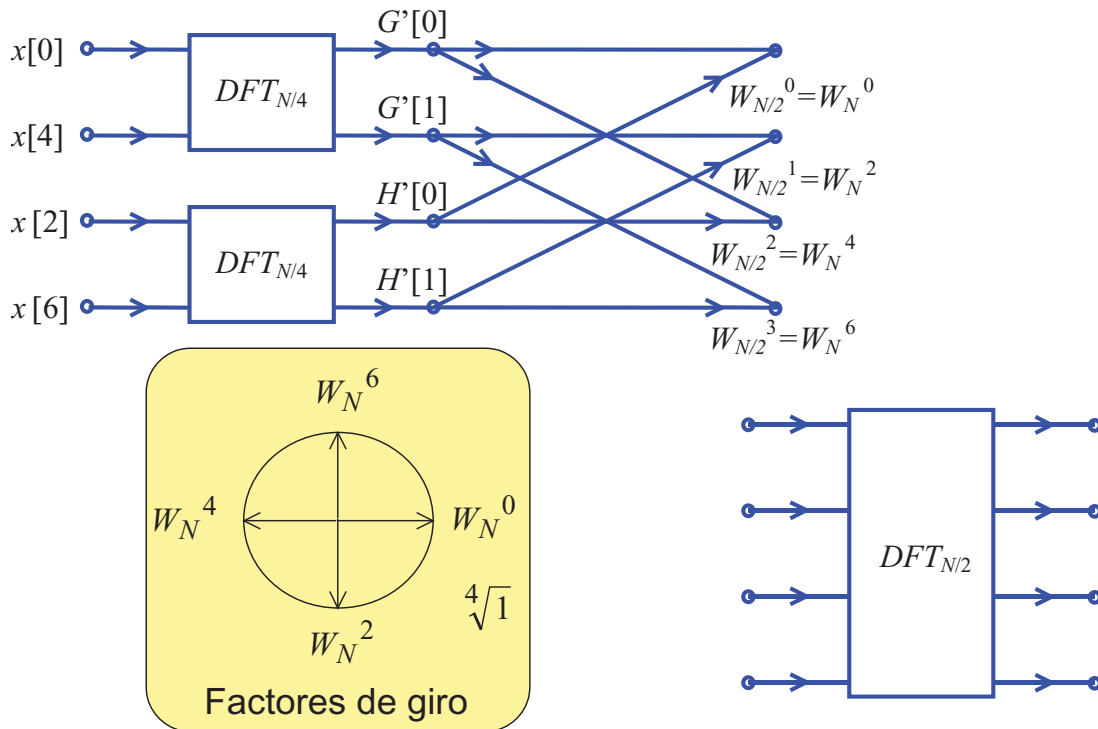 x[0]
G'[0]
DFT_{N/4}
W_{N/2}^0=W_N^0
x[4]
G'[1]
W_{N/2}^1=W_N^2
x[2]
H'[0]
DFT_{N/4}
W_{N/2}^2=W_N^4
x[6]
H'[1]
W_{N/2}^3=W_N^6
W_N^6
W_N^4
W_N^0
\sqrt[4]{1}
W_N^2
Factores de giro
DFT_{N/2}